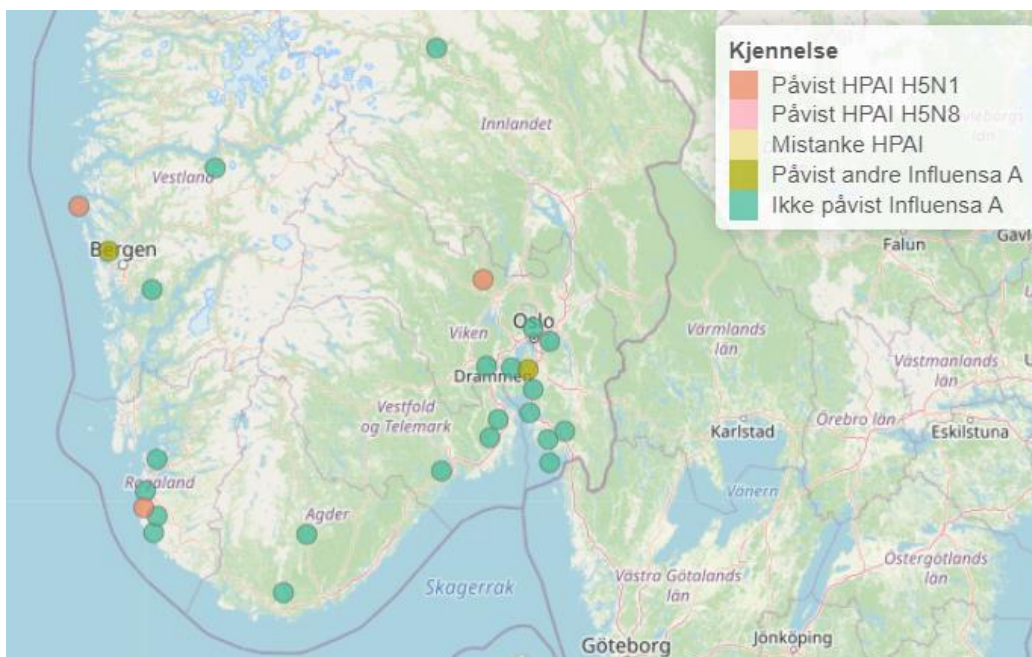 Kjennelse
Påvist HPAI H5N1
Påvist HPAI H5N8
Mistanke HPAI
Påvist andre Influensa A
Ikke påvist Influensa A
Innlandet
Vestland
Bergen
Falun
Oslo
Viken
Värmlands
län
Drammen
Västmanlands
län
Vestfold
og Telemark
Karlstad
Örebro län
Eskilstuna
Rogaland
Vänern
Agder
Östergötlands
län
Skagerrak
Västra Götalands
län
Göteborg
Jönköping